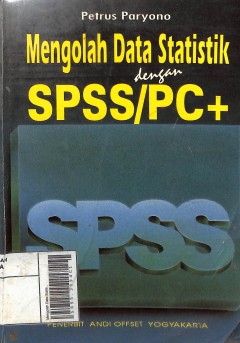 Petrus Paryono
Mengolah Data Statistik
dengan
SPSS/PC+
SPSS
PENERBIT ANDI OFFSET YOGYAKARTA